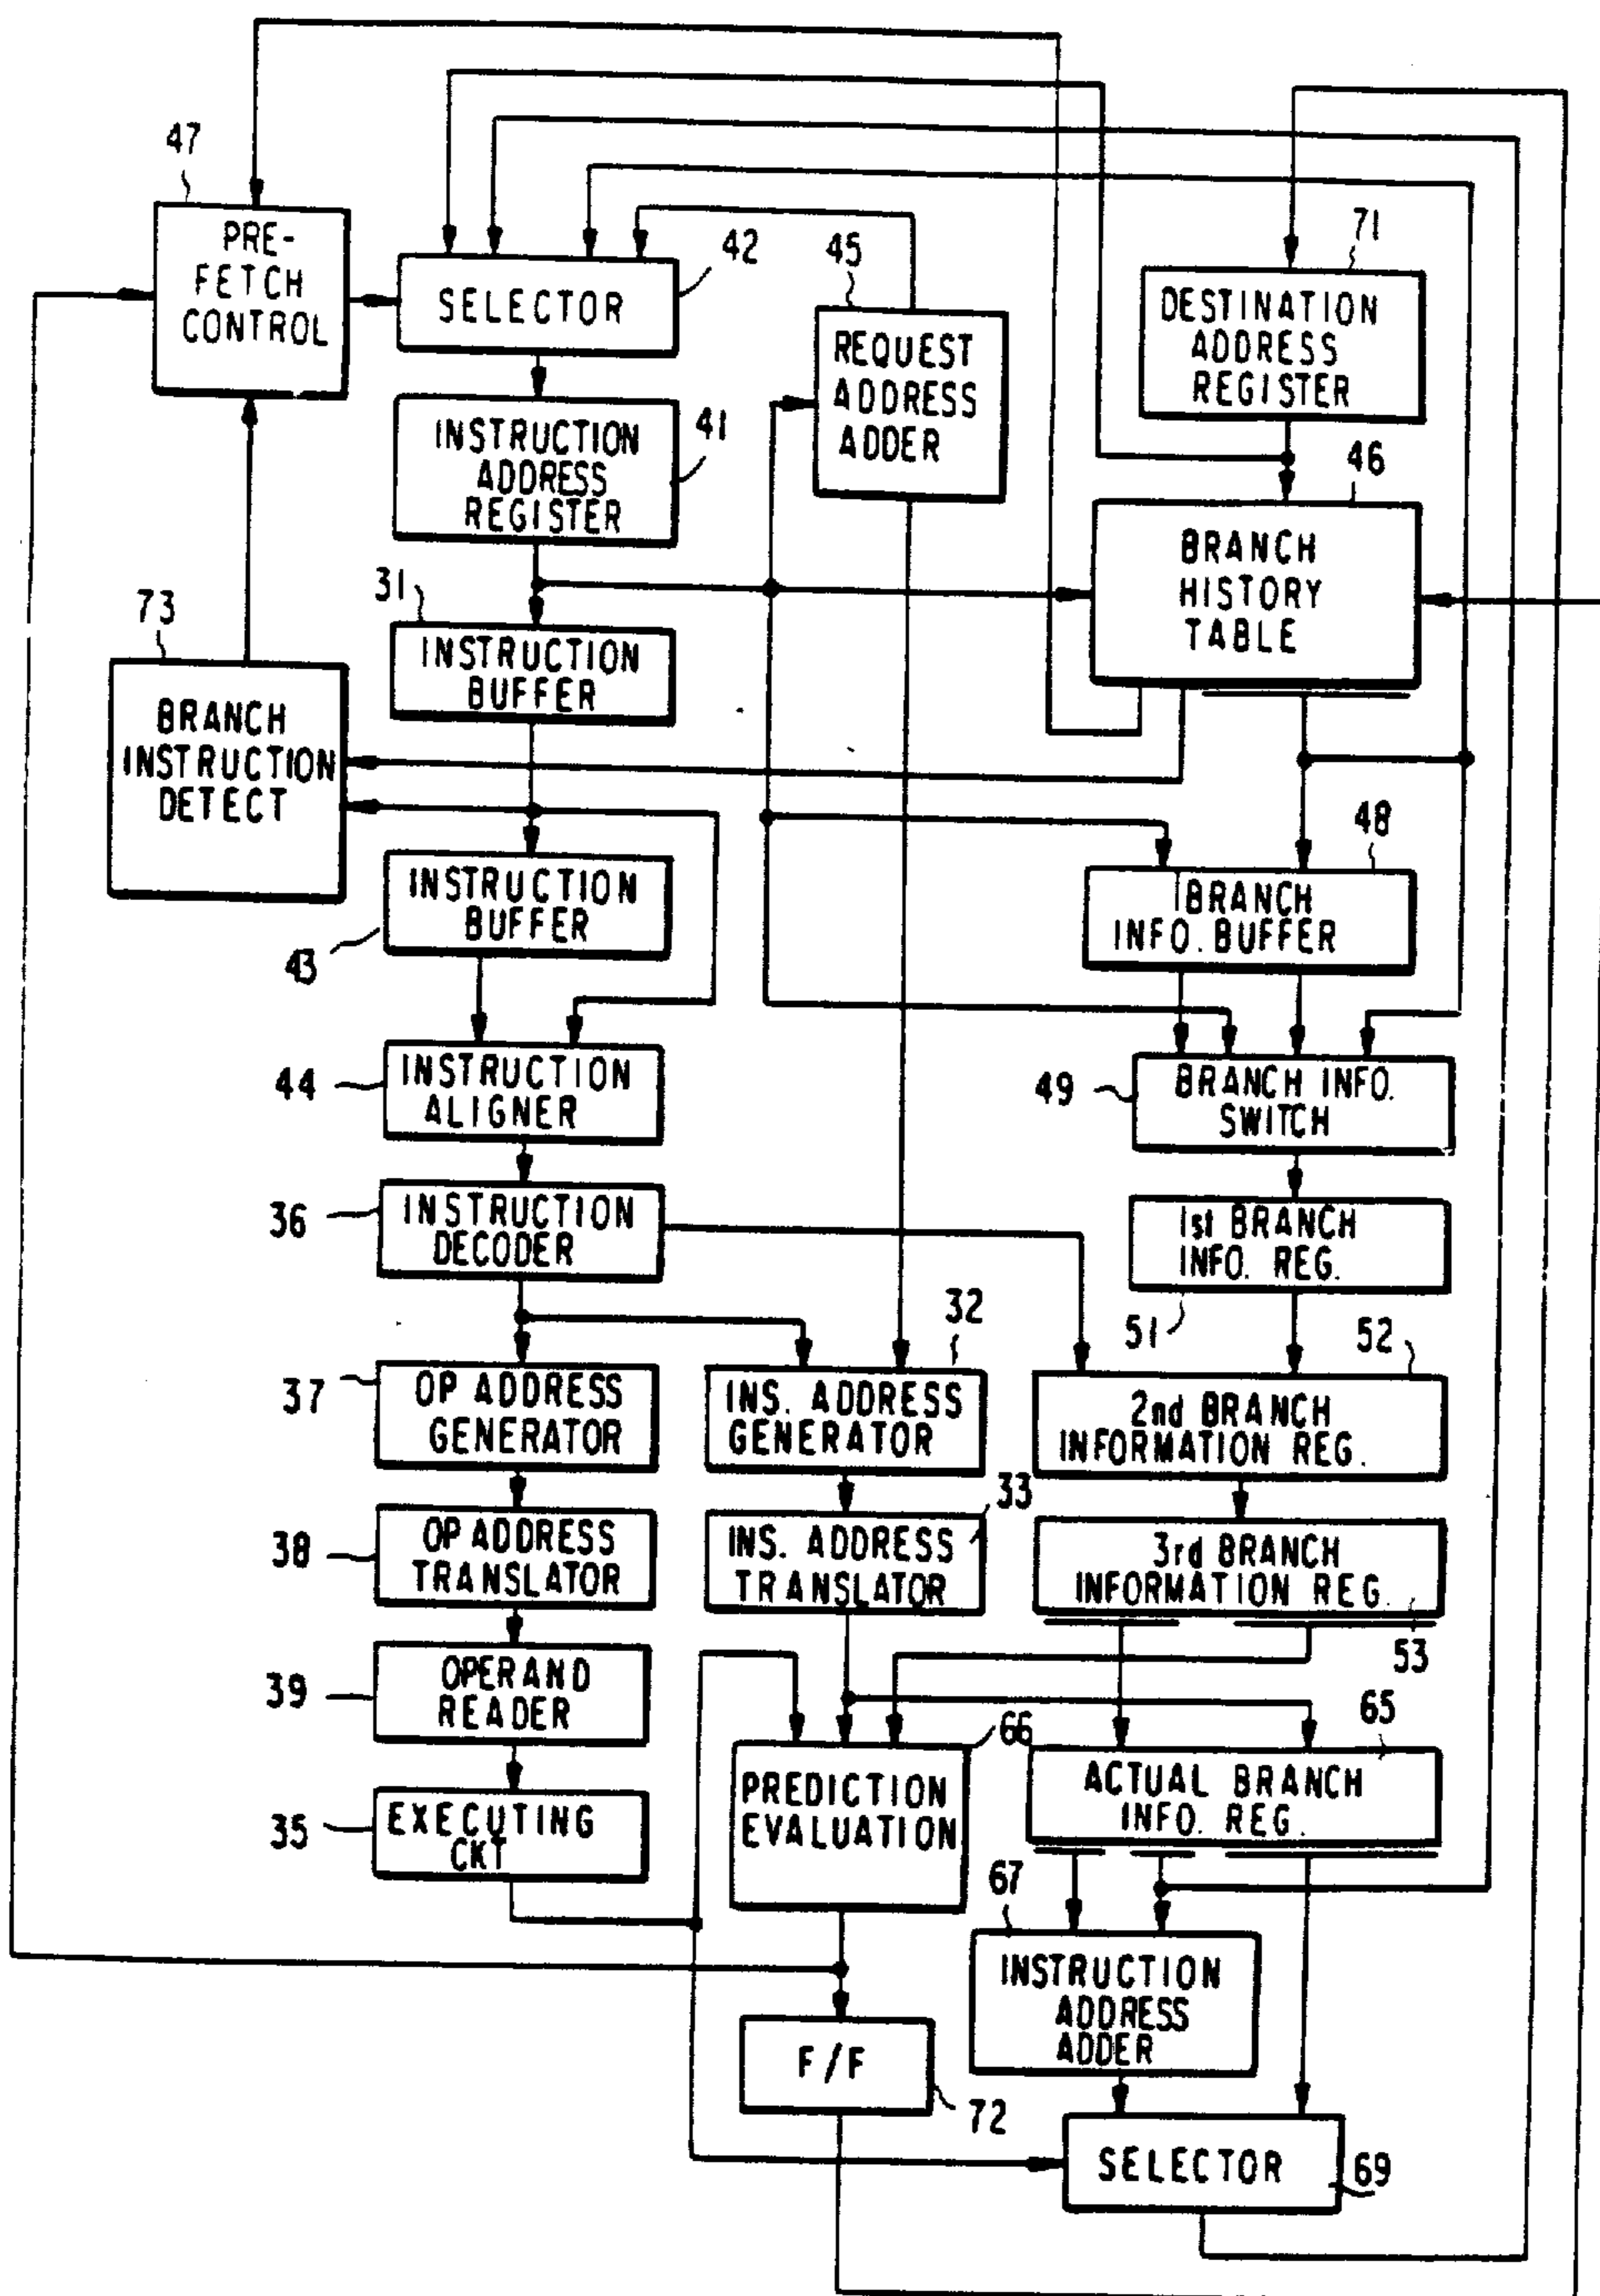 47
PRE-
FETCH
CONTROL
42
SELECTOR
45
REQUEST
ADDRESS
ADDER
71
DESTINATION
ADDRESS
REGISTER
41
INSTRUCTION
ADDRESS
REGISTER
46
BRANCH
HISTORY
TABLE
31
INSTRUCTION
BUFFER
73
BRANCH
INSTRUCTION
DETECT
43
INSTRUCTION
BUFFER
48
BRANCH
INFO. BUFFER
44
INSTRUCTION
ALIGNER
49
BRANCH INFO.
SWITCH
36
INSTRUCTION
DECODER
1st BRANCH
INFO. REG.
51
32
52
37
OP ADDRESS
GENERATOR
INS. ADDRESS
GENERATOR
2nd BRANCH
INFORMATION REG.
33
38
OP ADDRESS
TRANSLATOR
INS. ADDRESS
TRANSLATOR
3rd BRANCH
INFORMATION REG.
53
39
OPERAND
READER
66
65
PREDICTION
EVALUATION
ACTUAL BRANCH
INFO. REG.
35
EXECUTING
CKT
67
INSTRUCTION
ADDRESS
ADDER
F/F
72
SELECTOR
69